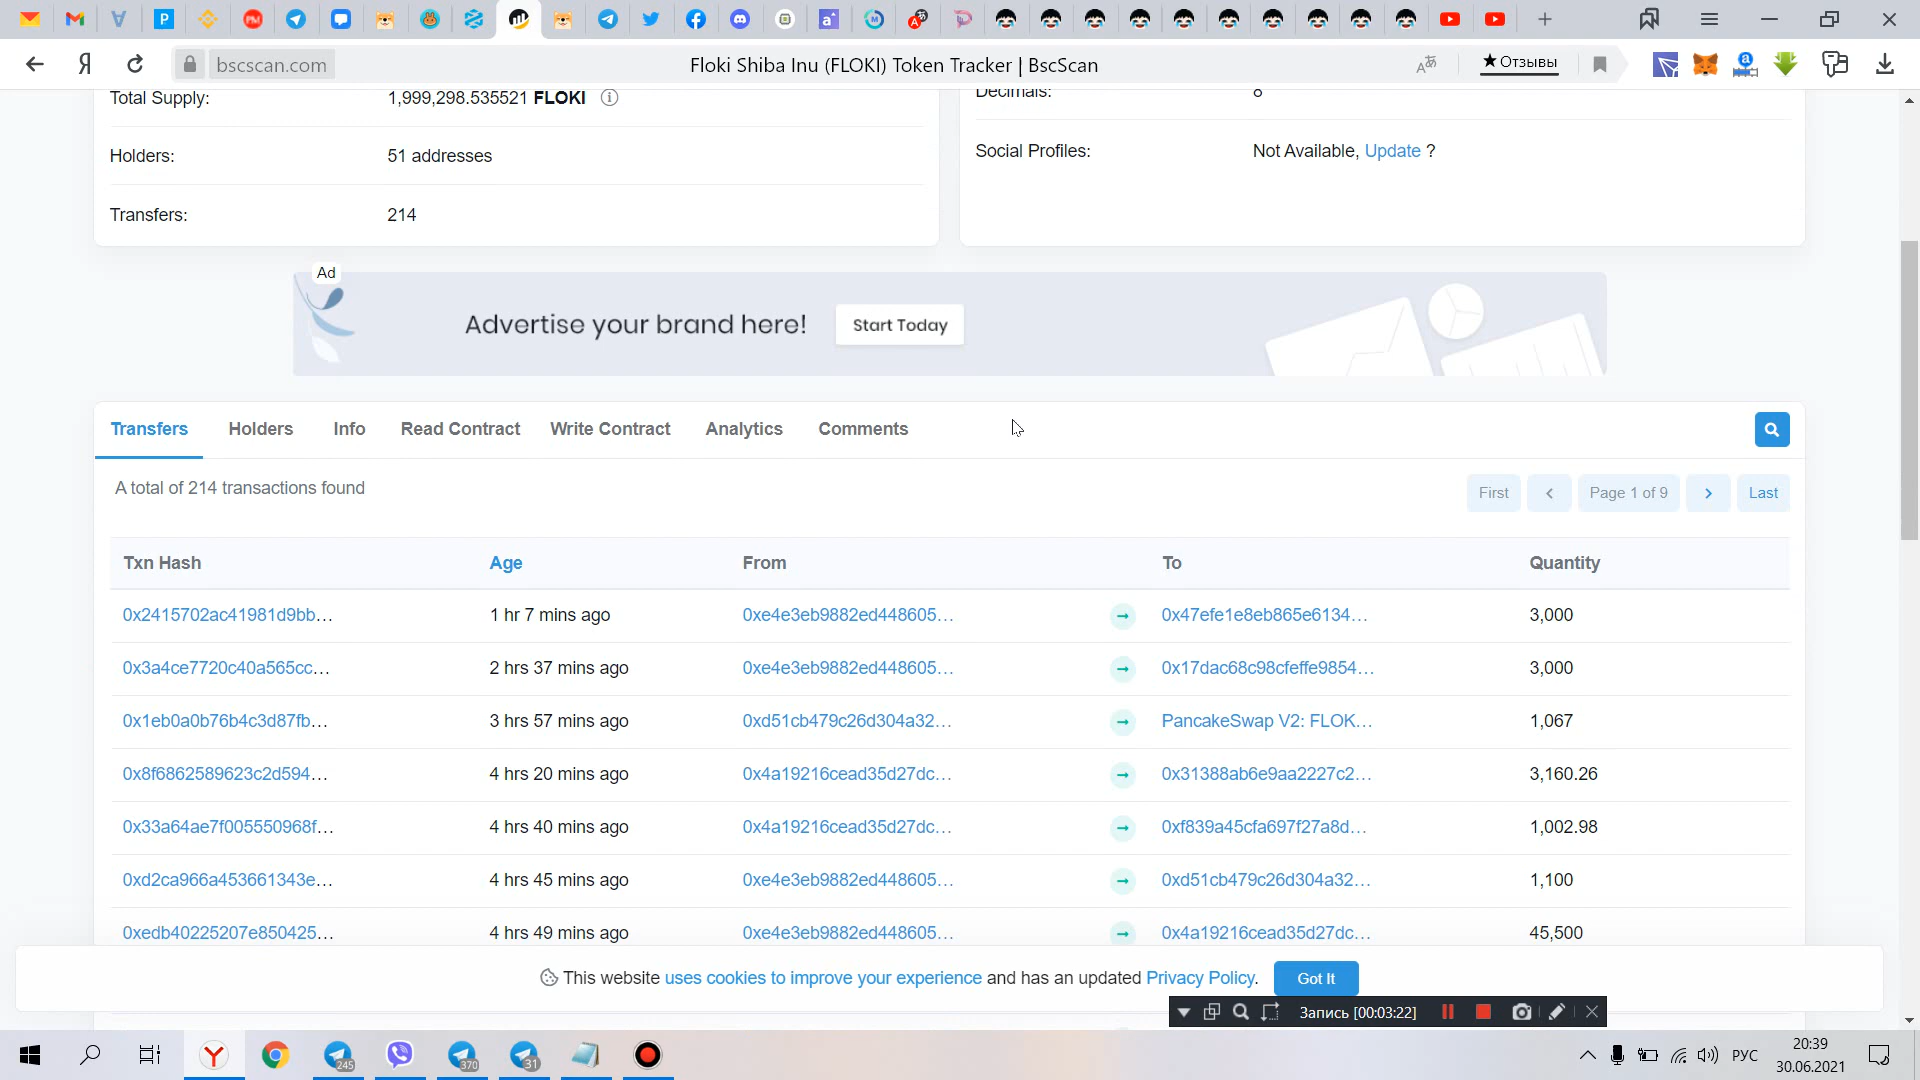 bscscan.com
Floki Shiba Inu (FLOKI) Token Tracker | BscScan
★ Отзывы
Total Supply: 1,999,298.535521 FLOKI
Holders: 51 addresses
Transfers: 214
Decimals:
Social Profiles: Not Available, Update ?
Ad
Advertise your brand here!
Start Today
Transfers Holders Info Read Contract Write Contract Analytics Comments
A total of 214 transactions found
First Page 1 of 9 Last
Txn Hash Age From To Quantity
0x2415702ac41981d9bb... 1 hr 7 mins ago 0xe4e3eb9882ed448605... 0x47efe1e8eb865e6134... 3,000
0x3a4ce7720c40a565cc... 2 hrs 37 mins ago 0xe4e3eb9882ed448605... 0x17dac68c98cfeffe9854... 3,000
0x1eb0a0b76b4c3d87fb... 3 hrs 57 mins ago 0xd51cb479c26d304a32... PancakeSwap V2: FLOK... 1,067
0x8f6862589623c2d594... 4 hrs 20 mins ago 0x4a19216cead35d27dc... 0x31388ab6e9aa2227c2... 3,160.26
0x33a64ae7f005550968f... 4 hrs 40 mins ago 0x4a19216cead35d27dc... 0xf839a45cfa697f27a8d... 1,002.98
0xd2ca966a453661343e... 4 hrs 45 mins ago 0xe4e3eb9882ed448605... 0xd51cb479c26d304a32... 1,100
0xedb40225207e850425... 4 hrs 49 mins ago 0xe4e3eb9882ed448605... 0x4a19216cead35d27dc... 45,500
This website uses cookies to improve your experience and has an updated Privacy Policy. Got It
Запись [00:03:22]
245
370
31
РУС
20:39
30.06.2021